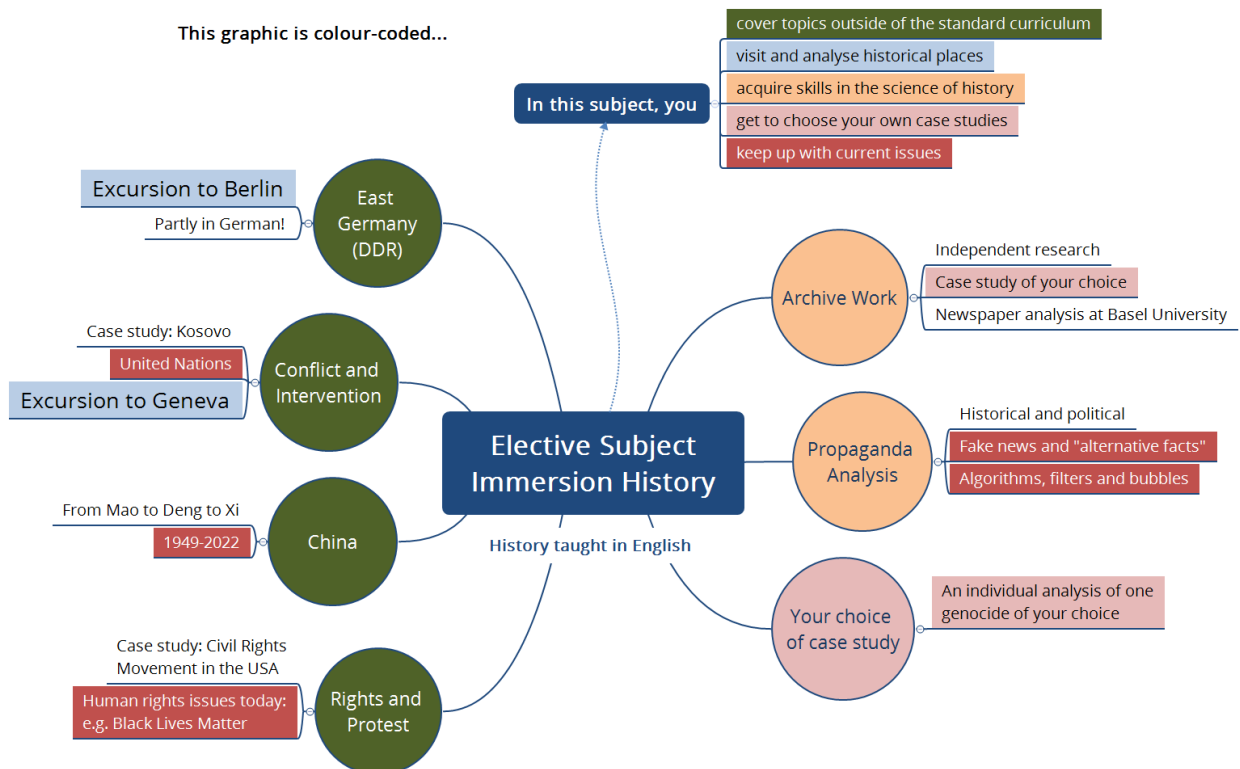 This graphic is colour-coded...
In this subject, you
cover topics outside of the standard curriculum
visit and analyse historical places
acquire skills in the science of history
get to choose your own case studies
keep up with current issues
Elective Subject
Immersion History
History taught in English
East
Germany
(DDR)
Excursion to Berlin
Partly in German!
Conflict and
Intervention
Case study: Kosovo
United Nations
Excursion to Geneva
China
From Mao to Deng to Xi
1949-2022
Rights and
Protest
Case study: Civil Rights
Movement in the USA
Human rights issues today:
e.g. Black Lives Matter
Archive Work
Independent research
Case study of your choice
Newspaper analysis at Basel University
Propaganda
Analysis
Historical and political
Fake news and "alternative facts"
Algorithms, filters and bubbles
Your choice
of case study
An individual analysis of one
genocide of your choice